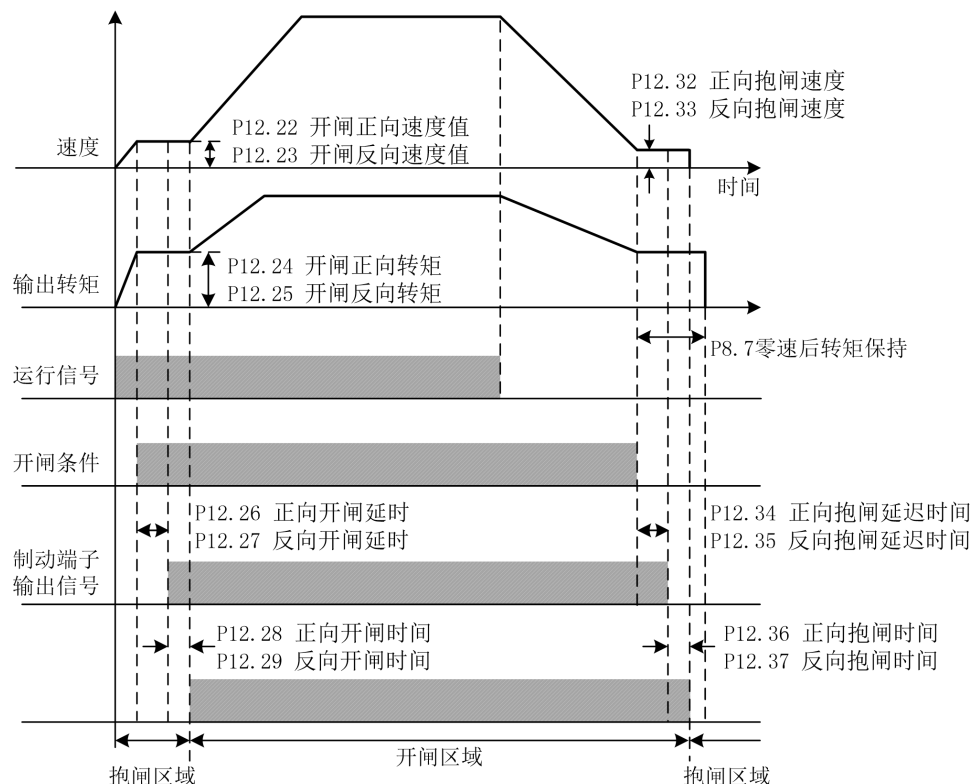 P12.32 正向抱闸速度
P12.33 反向抱闸速度
P12.22 开闸正向速度值
P12.23 开闸反向速度值
速度
时间
P12.24 开闸正向转矩
P12.25 开闸反向转矩
输出转矩
P8.7零速后转矩保持
运行信号
开闸条件
P12.26 正向开闸延时
P12.27 反向开闸延时
P12.34 正向抱闸延迟时间
P12.35 反向抱闸延迟时间
制动端子
输出信号
P12.28 正向开闸时间
P12.29 反向开闸时间
P12.36 正向抱闸时间
P12.37 反向抱闸时间
开闸区域
抱闸区域
抱闸区域